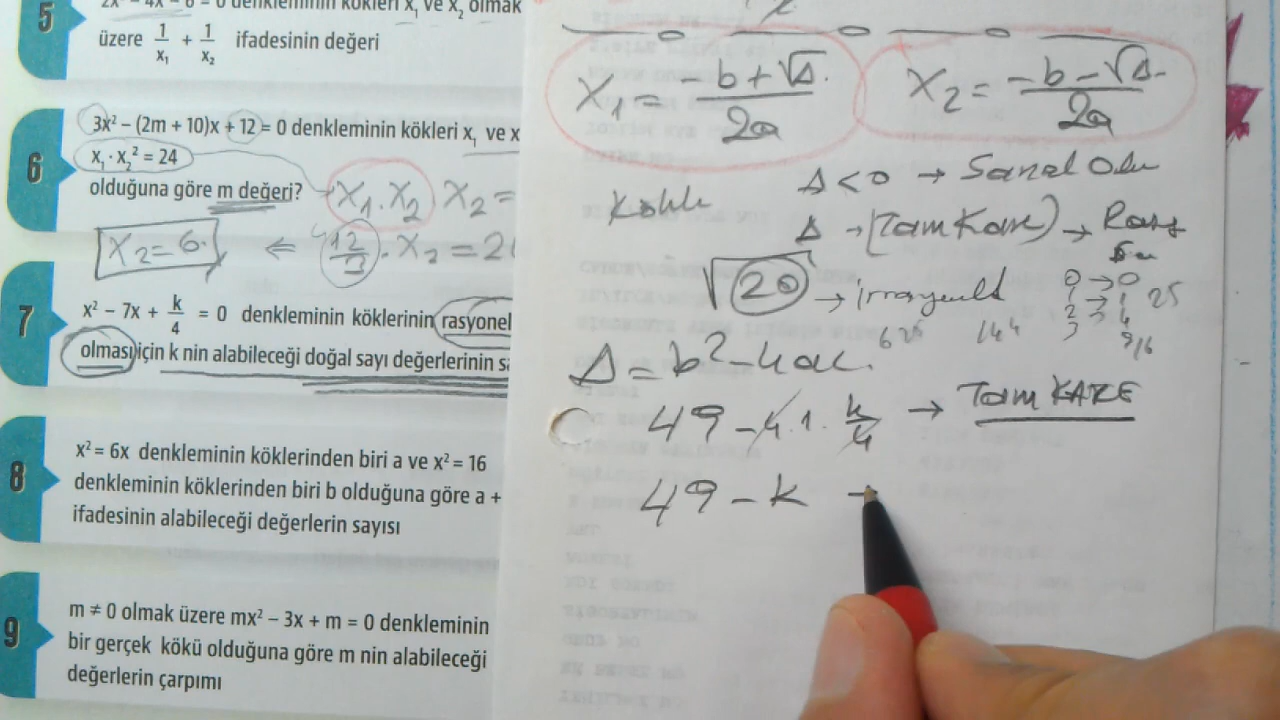 5
üzere 1/x₁ + 1/x₂ ifadesinin değeri
6
3x² – (2m + 10)x + 12 = 0 denkleminin kökleri x₁ ve x
x₁ · x₂² = 24
olduğuna göre m değeri? → X₁ . X₂ X₂ =
X₂ = 6 ⇐ 12/3 . X₂ = 2
7
x² – 7x + k/4 = 0 denkleminin köklerinin rasyonel
olması için k nin alabileceği doğal sayı değerlerinin
8
x² = 6x denkleminin köklerinden biri a ve x² = 16
denkleminin köklerinden biri b olduğuna göre a +
ifadesinin alabileceği değerlerin sayısı
9
m ≠ 0 olmak üzere mx² – 3x + m = 0 denkleminin
bir gerçek kökü olduğuna göre m nin alabileceği
değerlerin çarpımı
X₁ = -b + √Δ / 2a X₂ = -b - √Δ / 2a
Δ < 0 → Sanal
Δ → (Tam Kare) →
√20 →
0 → 0
1 → 1 25
2 → 4
3 → 9 16
144
Δ = b² - 4ac
49 - 4.1. k/4 → Tam KARE
49 - k